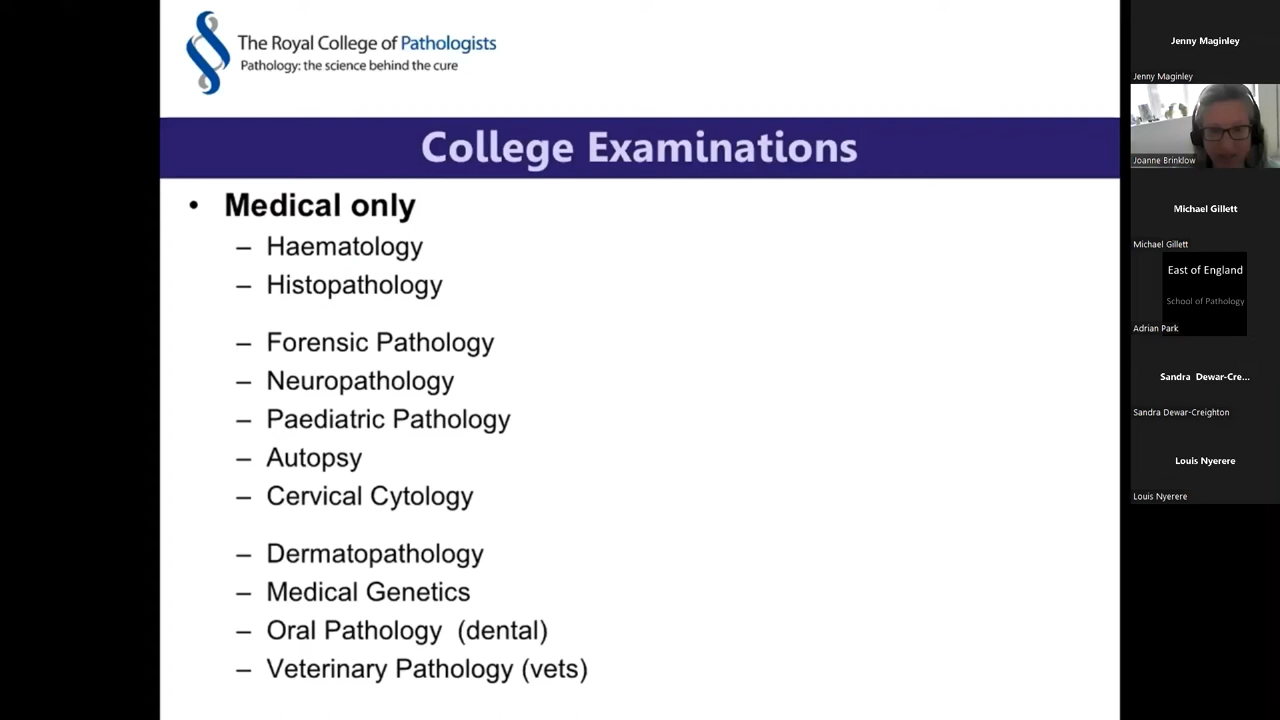 The Royal College of Pathologists
Pathology: the science behind the cure
College Examinations
• Medical only
– Haematology
– Histopathology
– Forensic Pathology
– Neuropathology
– Paediatric Pathology
– Autopsy
– Cervical Cytology
– Dermatopathology
– Medical Genetics
– Oral Pathology (dental)
– Veterinary Pathology (vets)
Jenny Maginley
Jenny Maginley
Joanne Brinklow
Michael Gillett
Michael Gillett
East of England
School of Pathology
Adrian Park
Sandra Dewar-Cre...
Sandra Dewar-Creighton
Louis Nyerere
Louis Nyerere